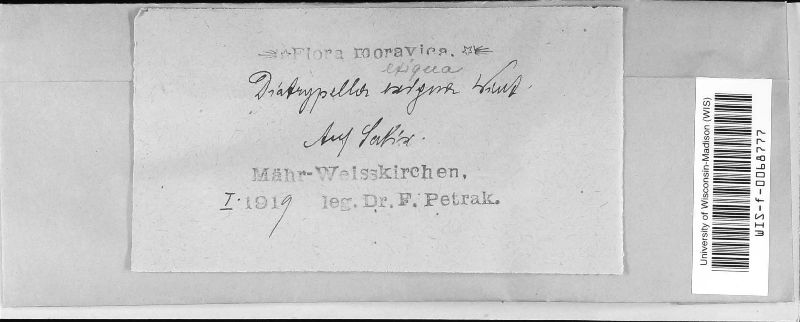 Flora moravica.
exigua
Diatrypella exigua Wint.
Auf Salix.
Mähr-Weisskirchen,
I. 1919 leg. Dr. F. Petrak.
University of Wisconsin-Madison (WIS)
WIS-f-0068777